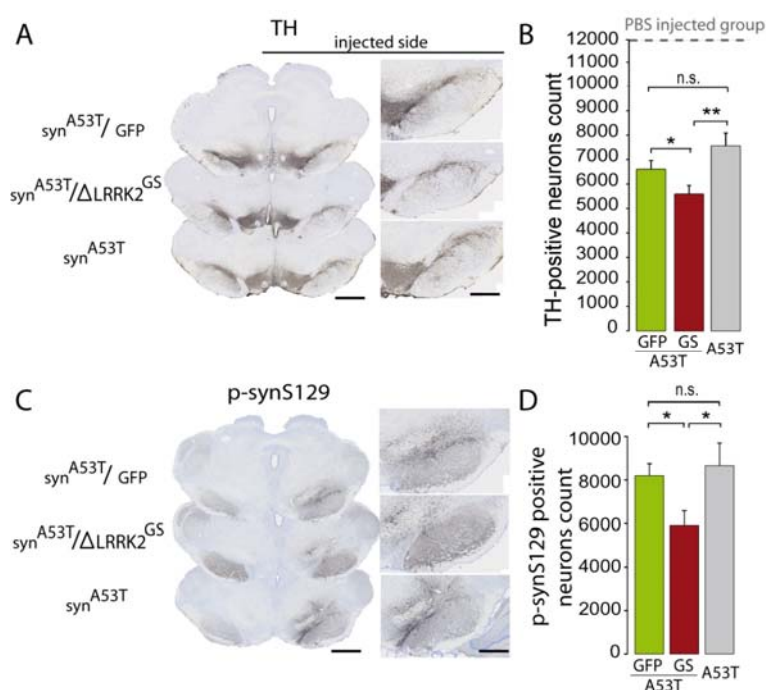 A
TH
injected side
syn^A53T/ GFP
syn^A53T/ΔLRRK2^GS
syn^A53T
B
PBS injected group
TH-positive neurons count
12000
11000
10000
9000
8000
7000
6000
5000
4000
3000
2000
1000
0
n.s.
*
**
GFP GS A53T
A53T
C
p-synS129
syn^A53T/ GFP
syn^A53T/ΔLRRK2^GS
syn^A53T
D
p-synS129 positive
neurons count
8000
6000
4000
2000
0
n.s.
* *
GFP GS A53T
A53T